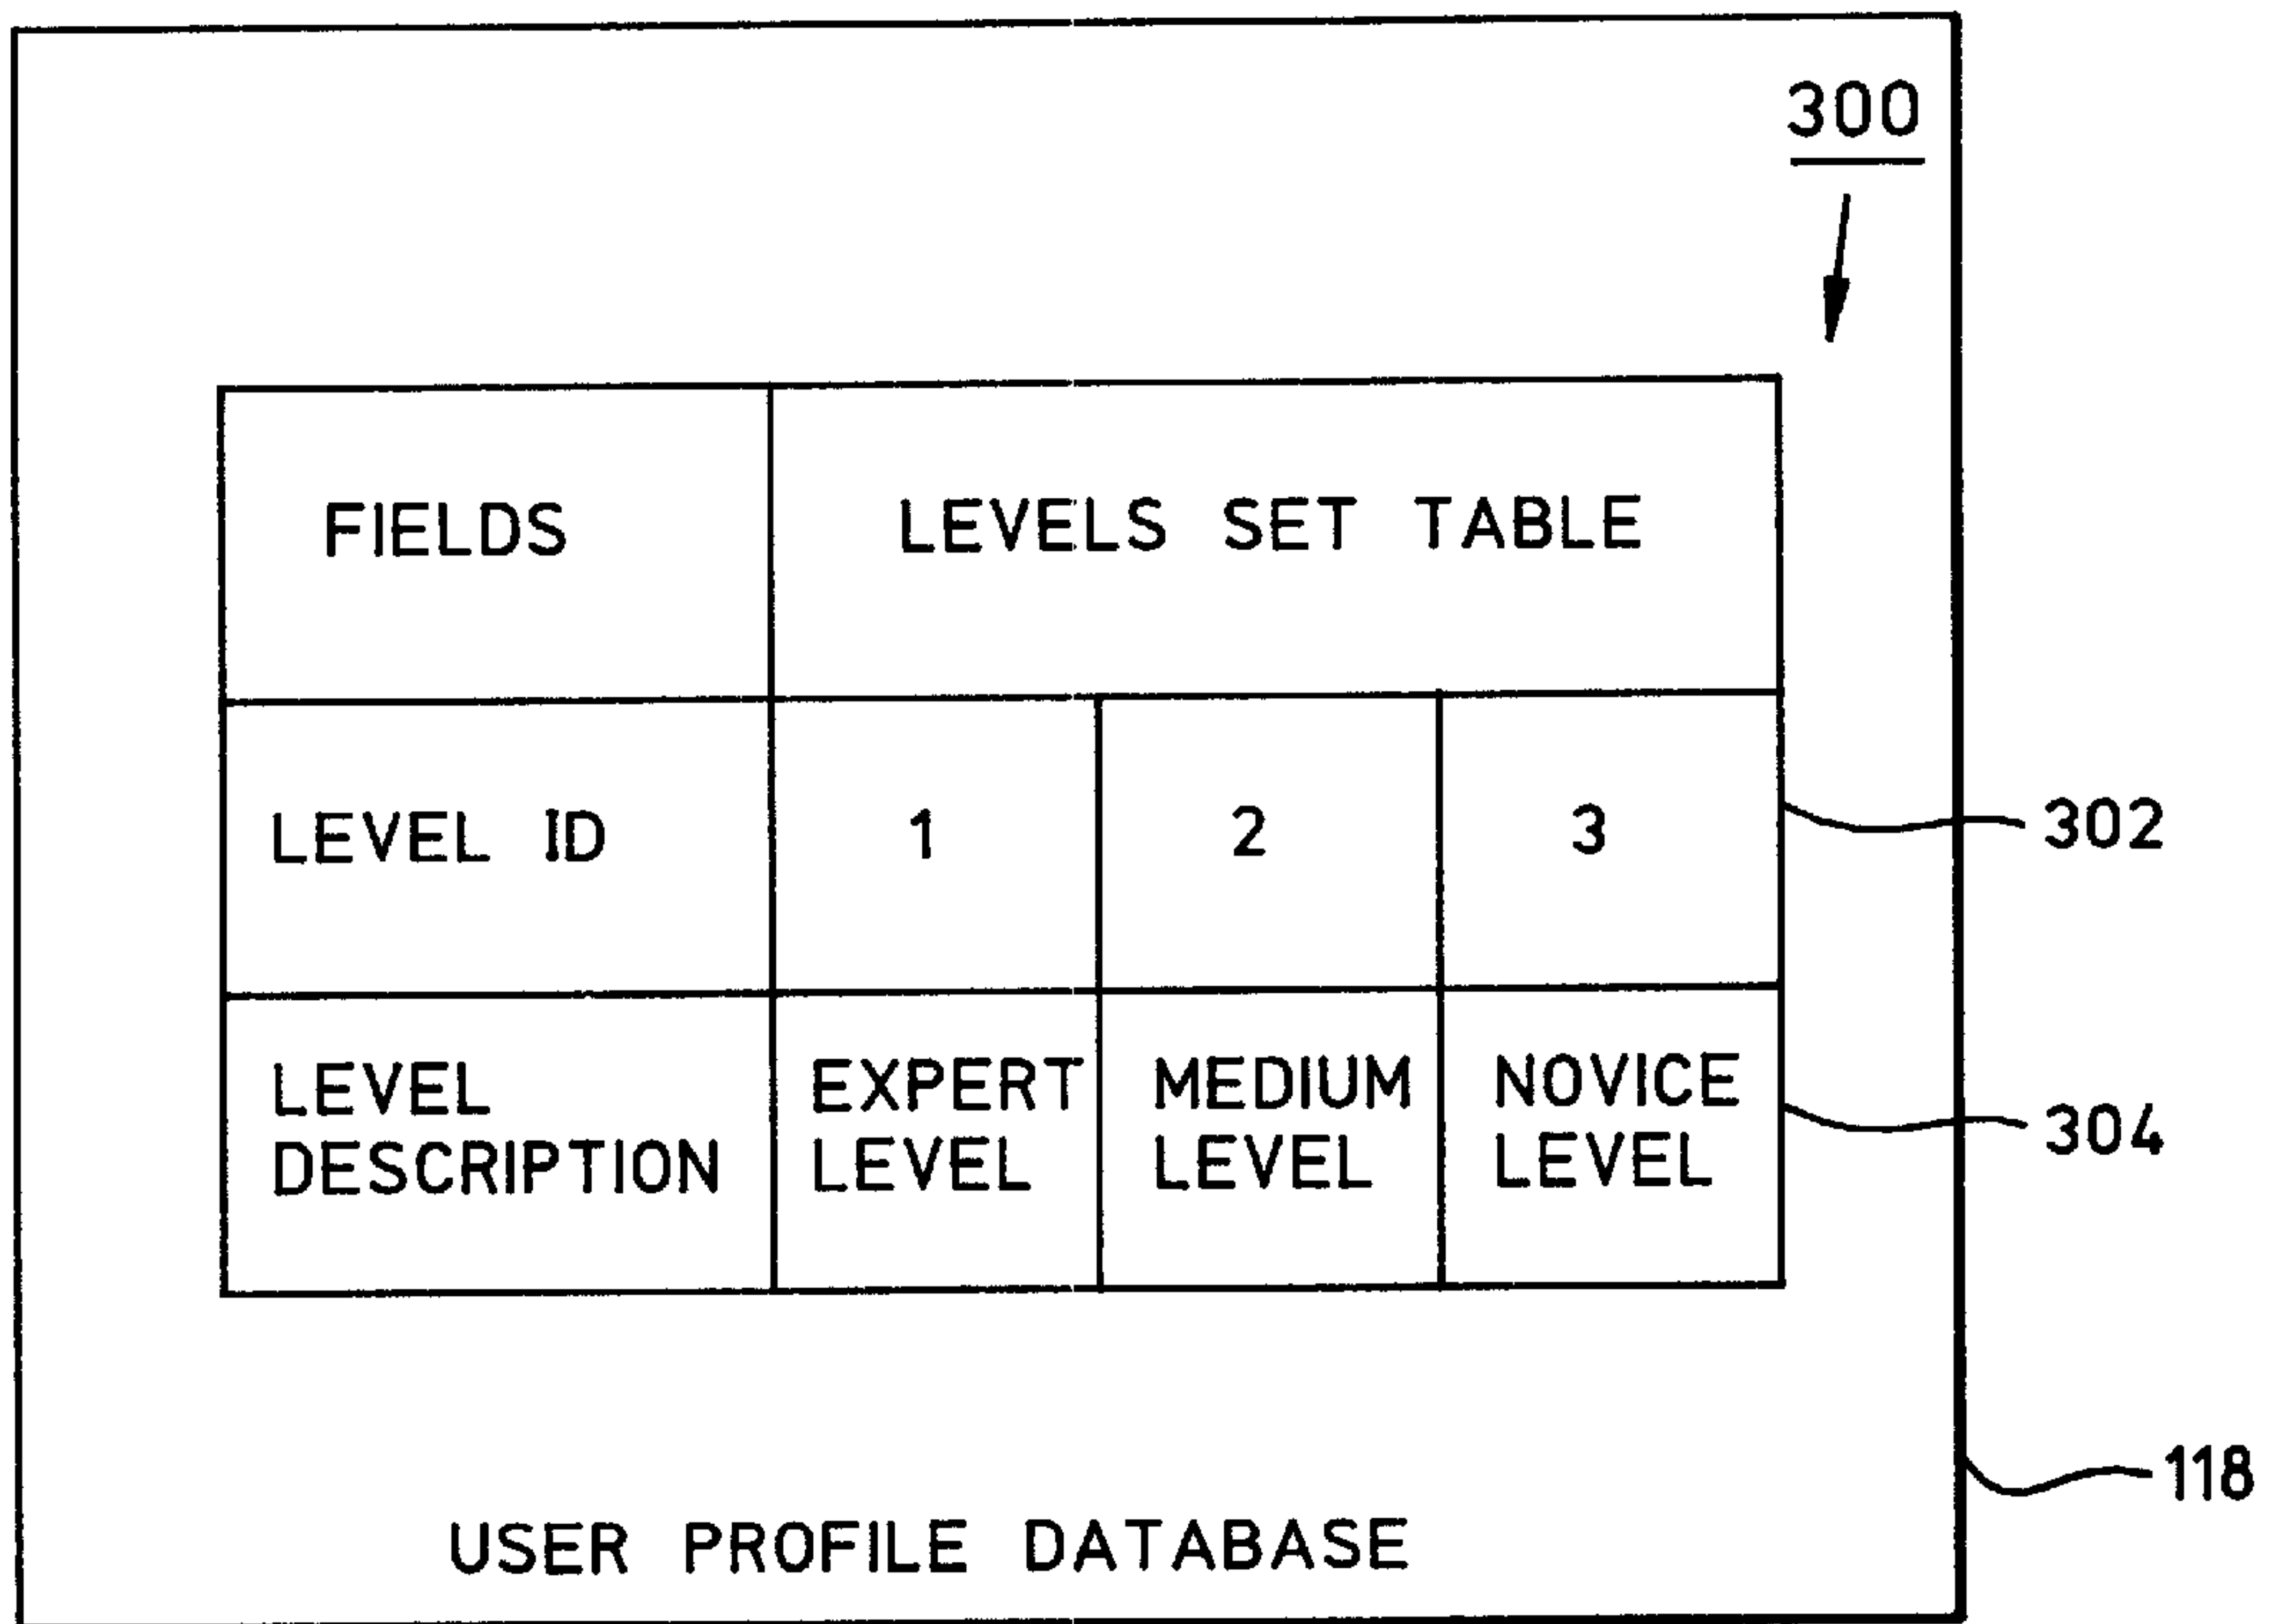 300
FIELDS
LEVELS SET TABLE
LEVEL ID
1
2
3
302
LEVEL
DESCRIPTION
EXPERT
LEVEL
MEDIUM
LEVEL
NOVICE
LEVEL
304
118
USER PROFILE DATABASE